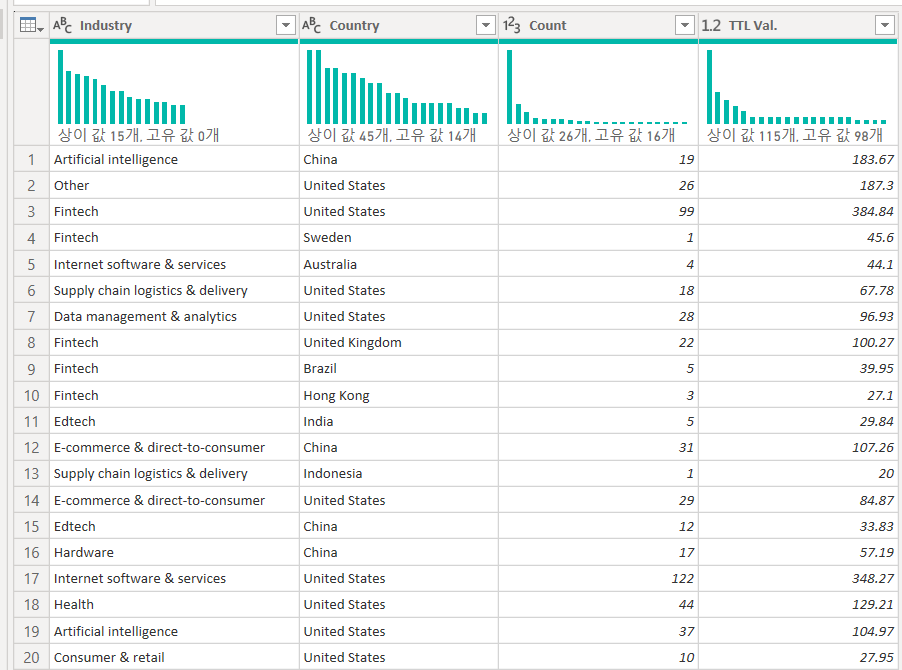 ABC Industry ABC Country 123 Count 1.2 TTL Val.
상이 값 15개, 고유 값 0개 상이 값 45개, 고유 값 14개 상이 값 26개, 고유 값 16개 상이 값 115개, 고유 값 98개
1 Artificial intelligence China 19 183.67
2 Other United States 26 187.3
3 Fintech United States 99 384.84
4 Fintech Sweden 1 45.6
5 Internet software & services Australia 4 44.1
6 Supply chain logistics & delivery United States 18 67.78
7 Data management & analytics United States 28 96.93
8 Fintech United Kingdom 22 100.27
9 Fintech Brazil 5 39.95
10 Fintech Hong Kong 3 27.1
11 Edtech India 5 29.84
12 E-commerce & direct-to-consumer China 31 107.26
13 Supply chain logistics & delivery Indonesia 1 20
14 E-commerce & direct-to-consumer United States 29 84.87
15 Edtech China 12 33.83
16 Hardware China 17 57.19
17 Internet software & services United States 122 348.27
18 Health United States 44 129.21
19 Artificial intelligence United States 37 104.97
20 Consumer & retail United States 10 27.95